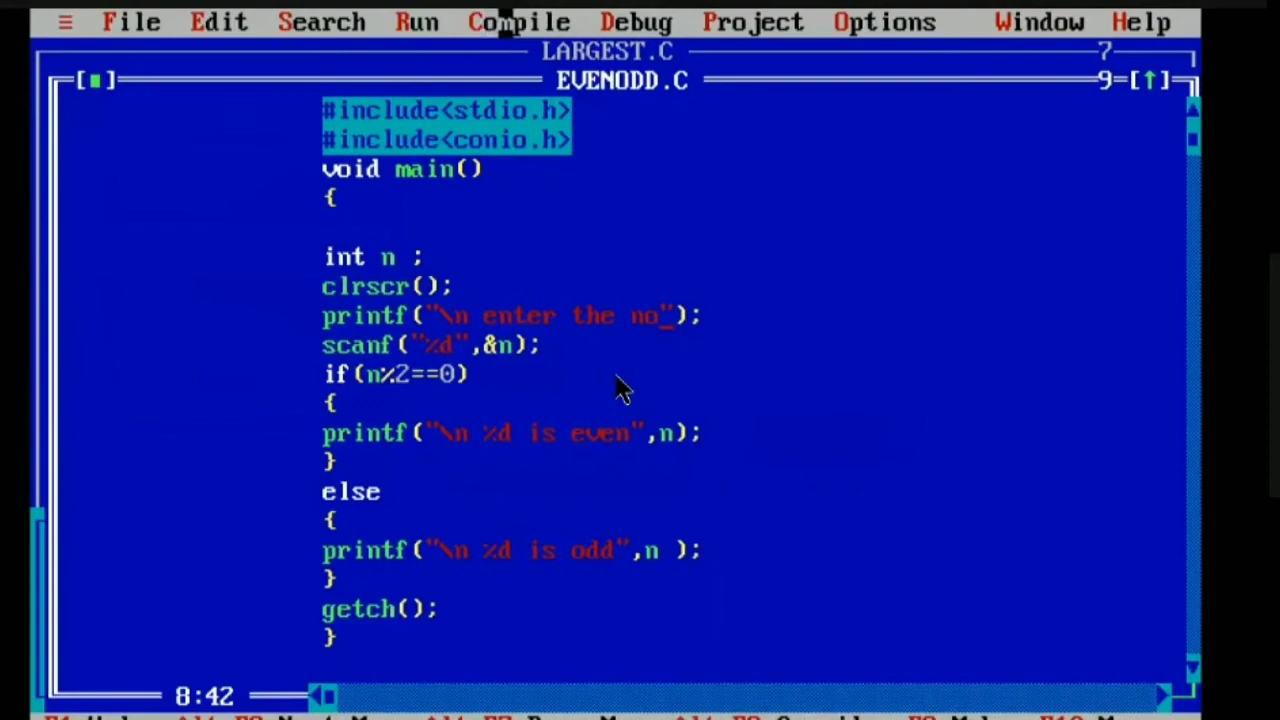 ≡ File Edit Search Run Compile Debug Project Options Window Help
LARGEST.C 7
[■] EVENODD.C 9=[↑]
#include<stdio.h>
#include<conio.h>
void main()
{
int n ;
clrscr();
printf("\n enter the no_");
scanf("%d",&n);
if(n%2==0)
{
printf("\n %d is even",n);
}
else
{
printf("\n %d is odd",n );
}
getch();
}
8:42